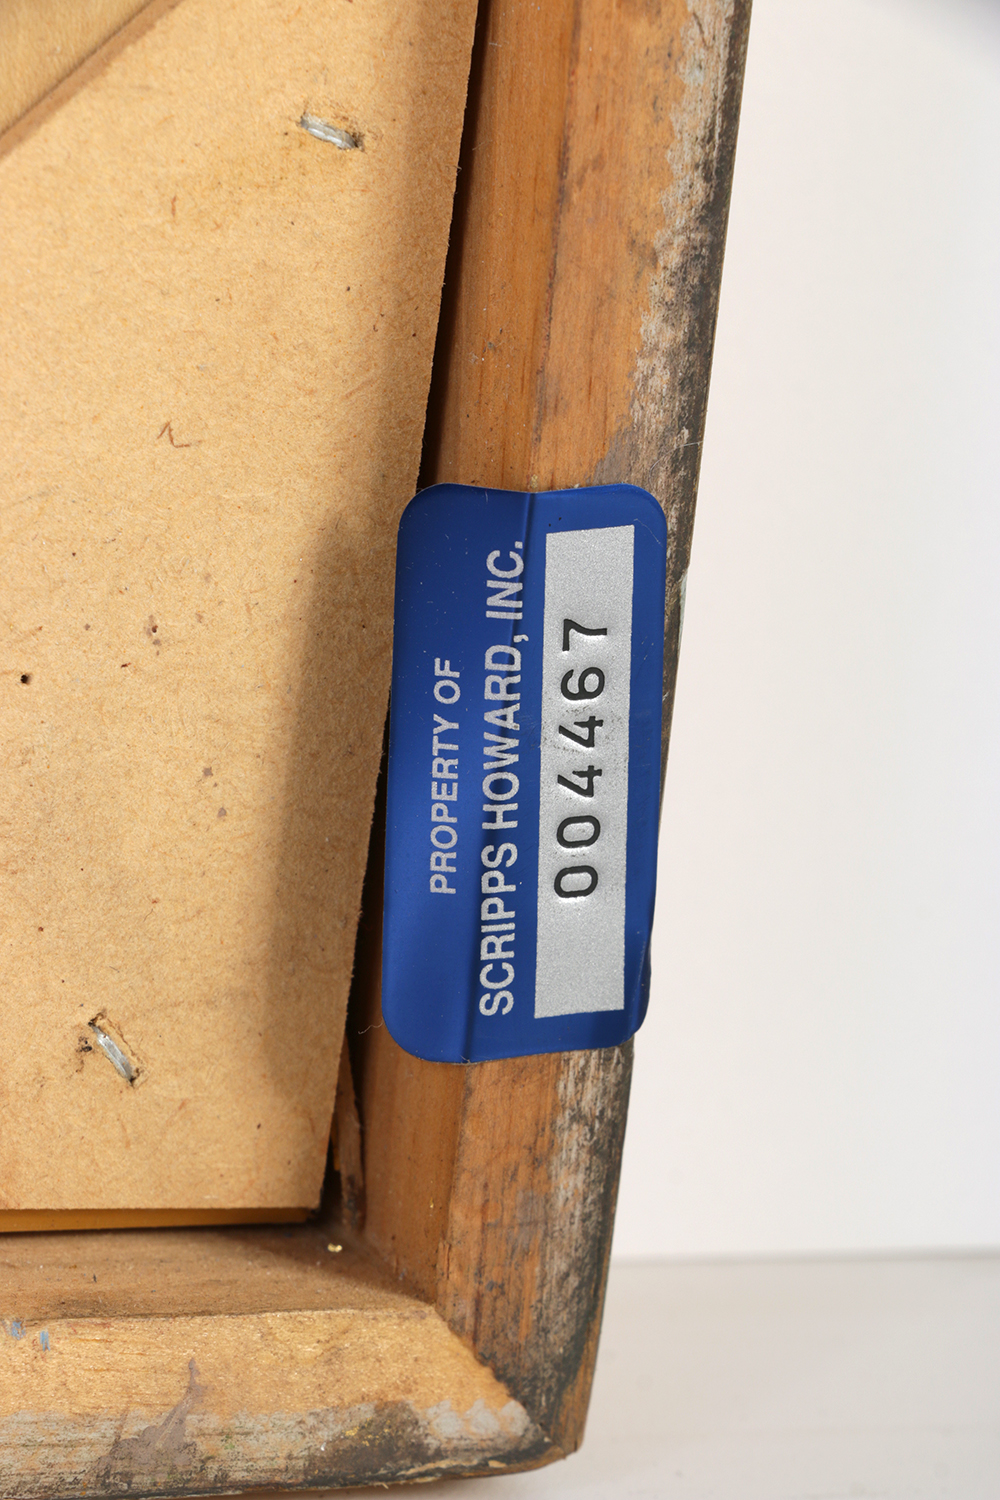 PROPERTY OF
SCRIPPS HOWARD, INC.
004467